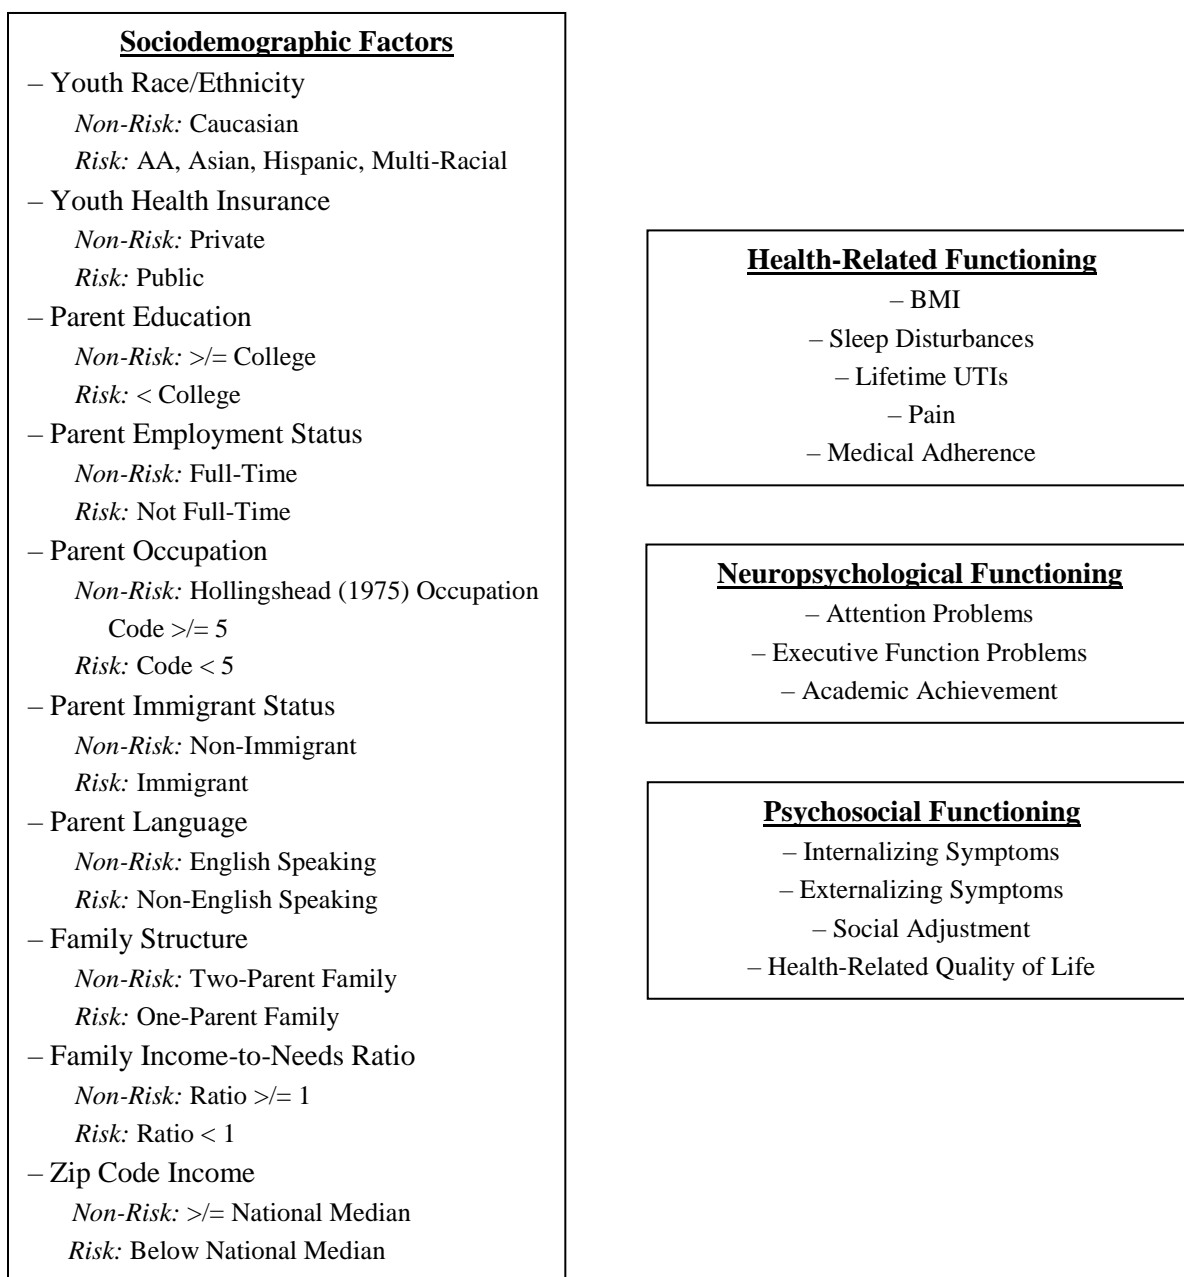 Sociodemographic Factors
– Youth Race/Ethnicity
Non-Risk: Caucasian
Risk: AA, Asian, Hispanic, Multi-Racial
– Youth Health Insurance
Non-Risk: Private
Risk: Public
– Parent Education
Non-Risk: >/= College
Risk: < College
– Parent Employment Status
Non-Risk: Full-Time
Risk: Not Full-Time
– Parent Occupation
Non-Risk: Hollingshead (1975) Occupation
Code >/= 5
Risk: Code < 5
– Parent Immigrant Status
Non-Risk: Non-Immigrant
Risk: Immigrant
– Parent Language
Non-Risk: English Speaking
Risk: Non-English Speaking
– Family Structure
Non-Risk: Two-Parent Family
Risk: One-Parent Family
– Family Income-to-Needs Ratio
Non-Risk: Ratio >/= 1
Risk: Ratio < 1
– Zip Code Income
Non-Risk: >/= National Median
Risk: Below National Median
Health-Related Functioning
– BMI
– Sleep Disturbances
– Lifetime UTIs
– Pain
– Medical Adherence
Neuropsychological Functioning
– Attention Problems
– Executive Function Problems
– Academic Achievement
Psychosocial Functioning
– Internalizing Symptoms
– Externalizing Symptoms
– Social Adjustment
– Health-Related Quality of Life